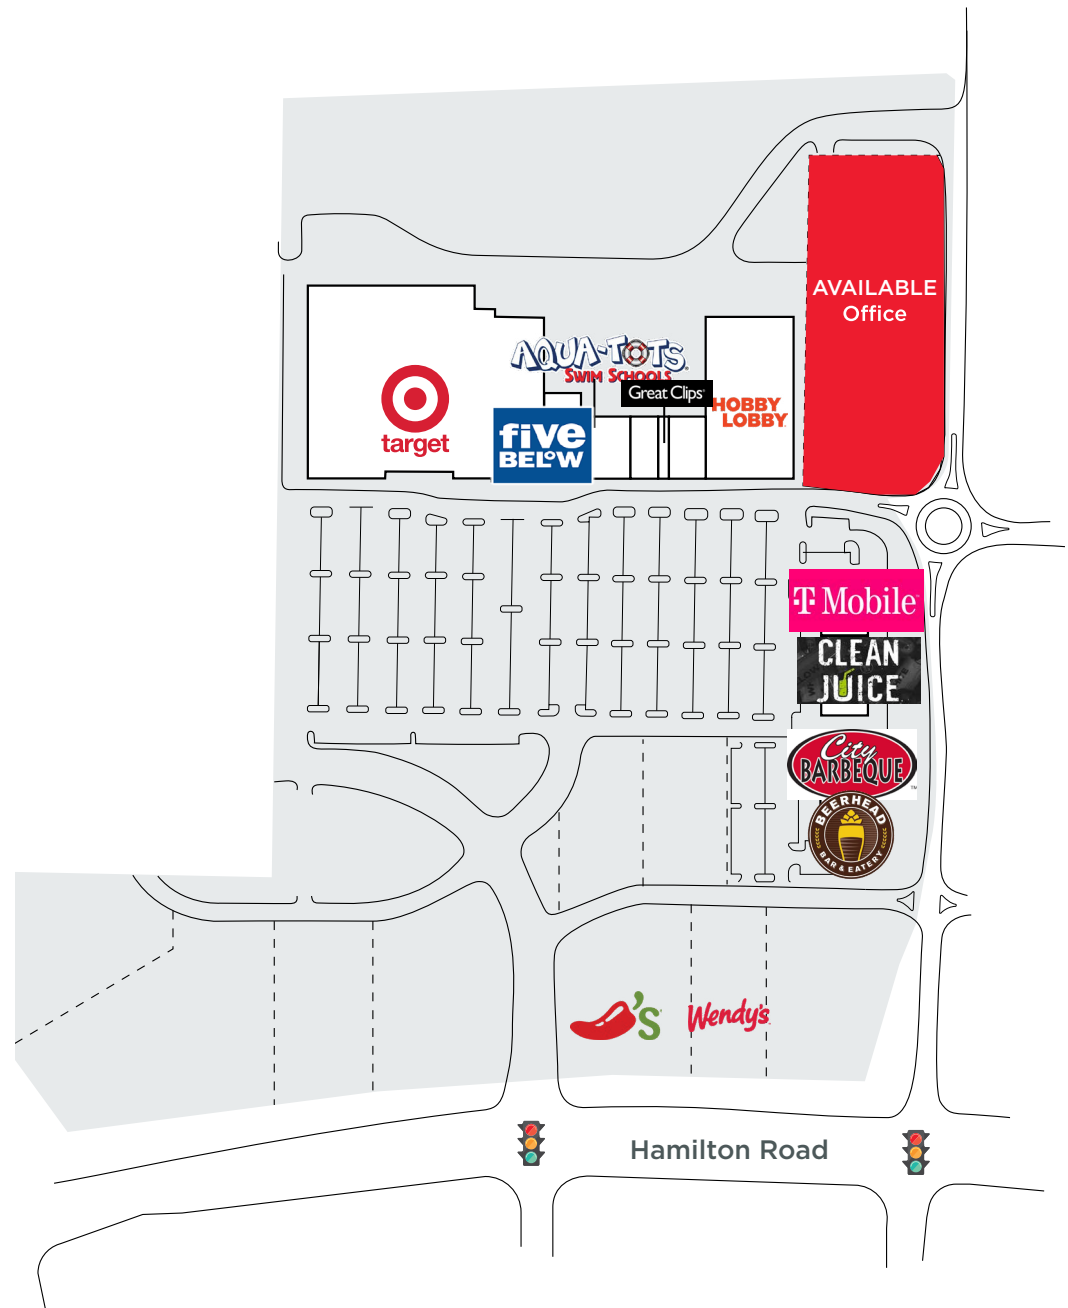 AVAILABLE
Office
AQUA-TOTS
SWIM SCHOOLS
Great Clips
HOBBY
LOBBY
target
five
BELOW
T Mobile
CLEAN
JUICE
City
BARBEQUE
TM
BEERHEAD
BAR & EATERY
'S
Wendy's
Hamilton Road